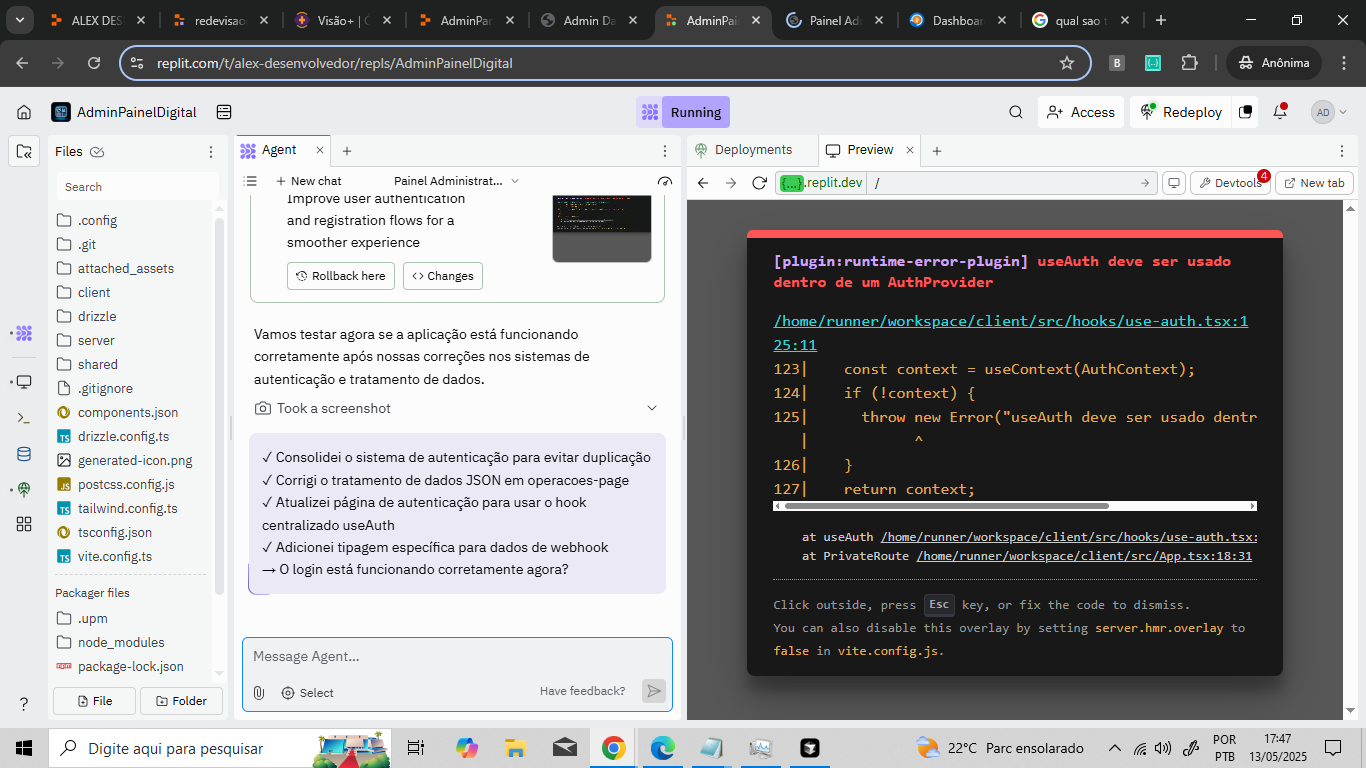 ALEX DES
redevisao
Visão+ | C
AdminPar
Admin Da
AdminPai
Painel Ad
Dashboar
qual sao t
replit.com/t/alex-desenvolvedor/repls/AdminPainelDigital
B
Anônima
AdminPainelDigital
Running
Access
Redeploy
AD
Files
Search
.config
.git
attached_assets
client
drizzle
server
shared
.gitignore
components.json
drizzle.config.ts
generated-icon.png
postcss.config.js
tailwind.config.ts
tsconfig.json
vite.config.ts
Packager files
.upm
node_modules
package-lock.json
File
Folder
Agent
New chat
Painel Administrat...
Improve user authentication
and registration flows for a
smoother experience
Rollback here
Changes
Vamos testar agora se a aplicação está funcionando
corretamente após nossas correções nos sistemas de
autenticação e tratamento de dados.
Took a screenshot
✓ Consolidei o sistema de autenticação para evitar duplicação
✓ Corrigi o tratamento de dados JSON em operacoes-page
✓ Atualizei página de autenticação para usar o hook
centralizado useAuth
✓ Adicionei tipagem específica para dados de webhook
→ O login está funcionando corretamente agora?
Message Agent...
Select
Have feedback?
Deployments
Preview
{...}.replit.dev
/
Devtools
4
New tab
[plugin:runtime-error-plugin] useAuth deve ser usado
dentro de um AuthProvider
/home/runner/workspace/client/src/hooks/use-auth.tsx:1
25:11
123| const context = useContext(AuthContext);
124| if (!context) {
125| throw new Error("useAuth deve ser usado dentr
| ^
126| }
127| return context;
at useAuth /home/runner/workspace/client/src/hooks/use-auth.tsx:
at PrivateRoute /home/runner/workspace/client/src/App.tsx:18:31
Click outside, press Esc key, or fix the code to dismiss.
You can also disable this overlay by setting server.hmr.overlay to
false in vite.config.js.
Digite aqui para pesquisar
22°C Parc ensolarado
POR
PTB
17:47
13/05/2025